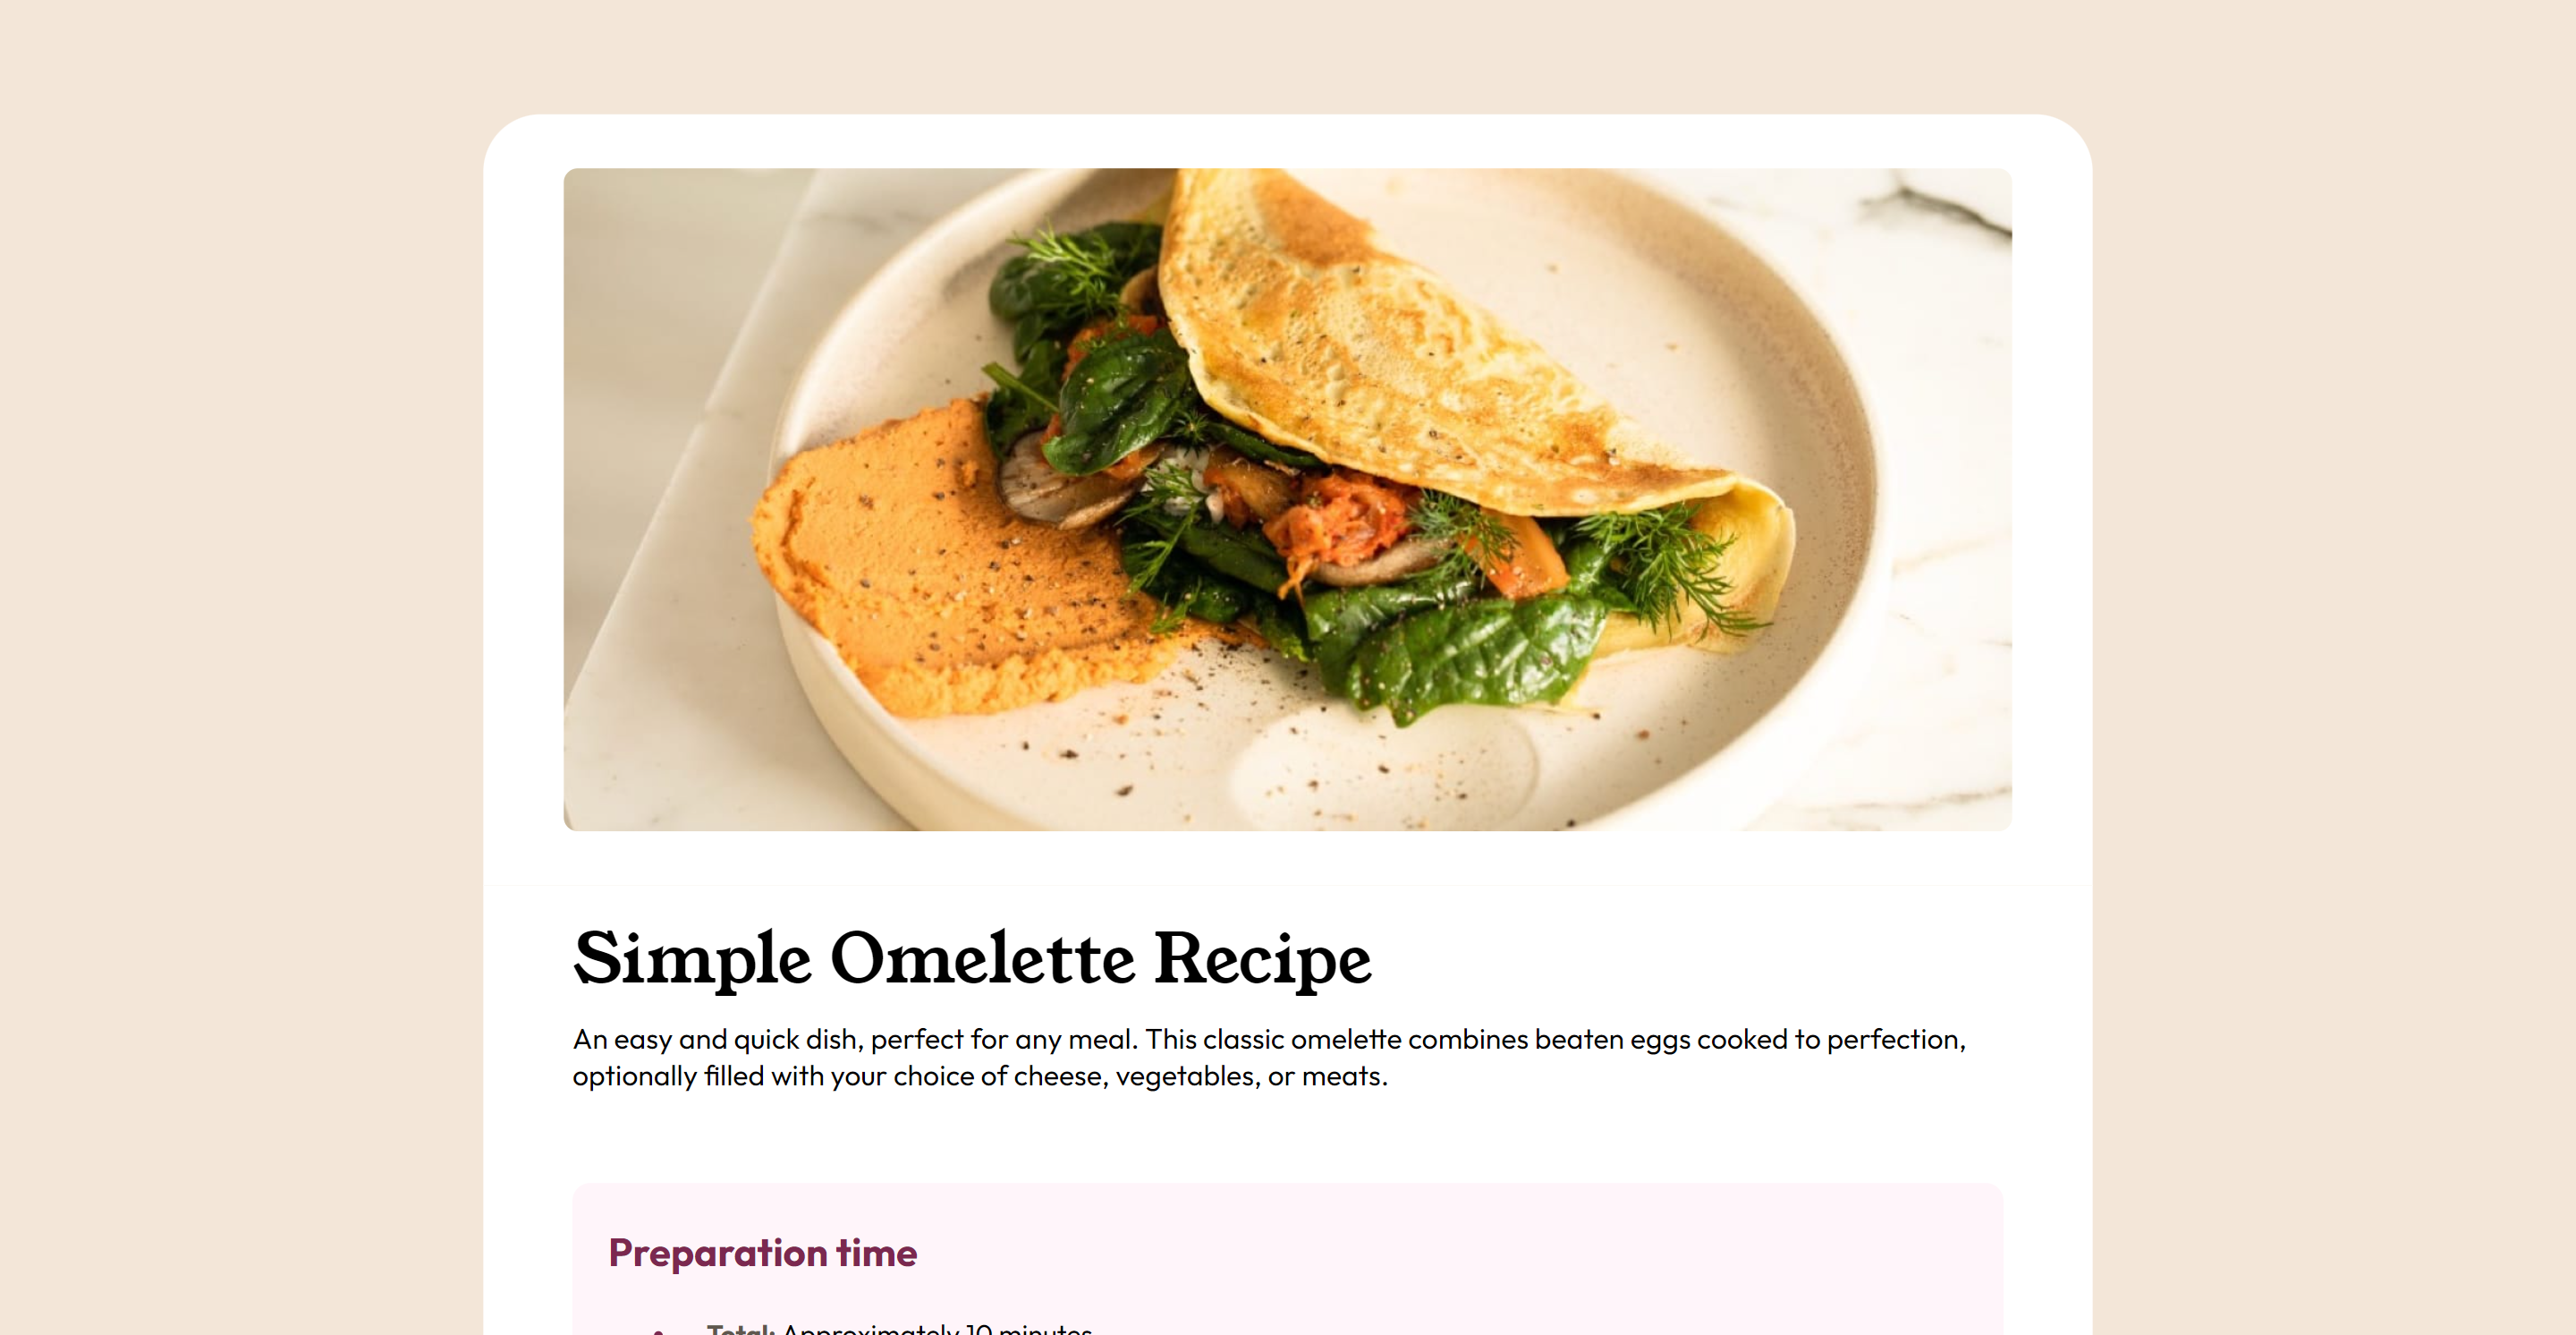 Simple Omelette Recipe
An easy and quick dish, perfect for any meal. This classic omelette combines beaten eggs cooked to perfection,
optionally filled with your choice of cheese, vegetables, or meats.
Preparation time
• Total: Approximately 10 minutes